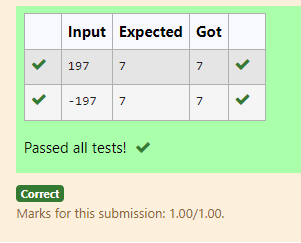 Input Expected Got
197 7 7
-197 7 7
Passed all tests!
Correct
Marks for this submission: 1.00/1.00.